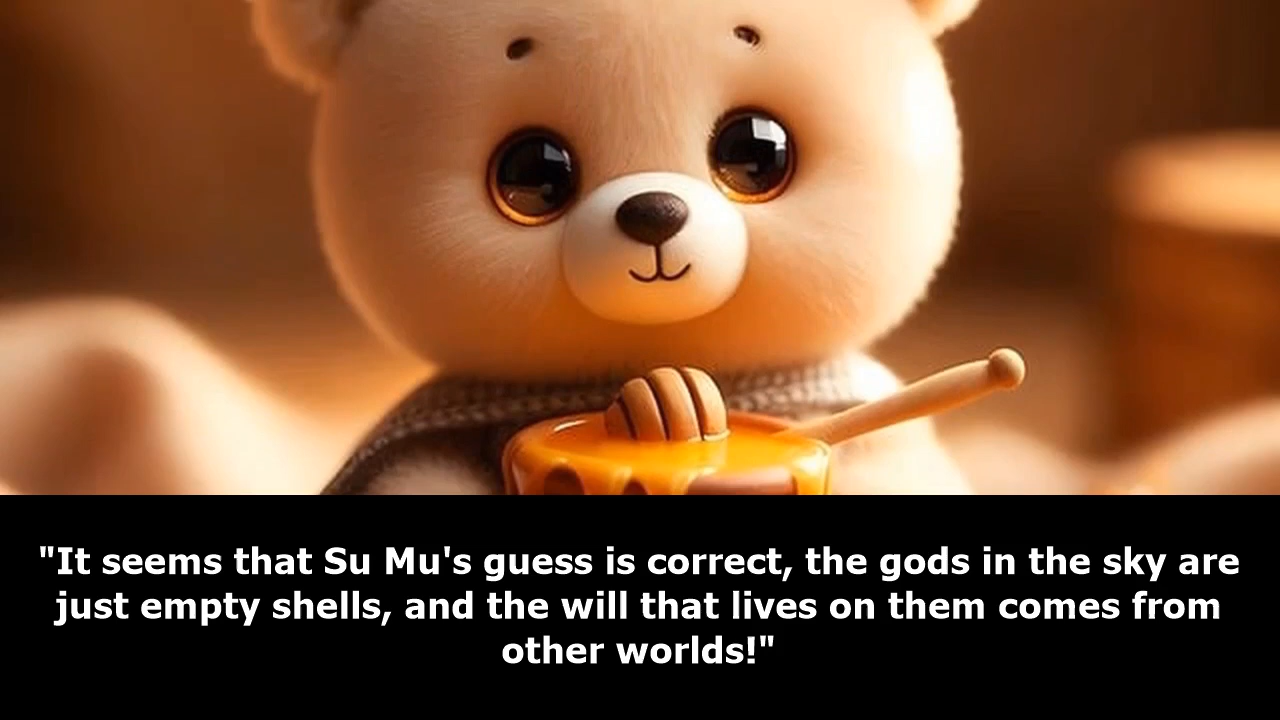 "It seems that Su Mu's guess is correct, the gods in the sky are
just empty shells, and the will that lives on them comes from
other worlds!"